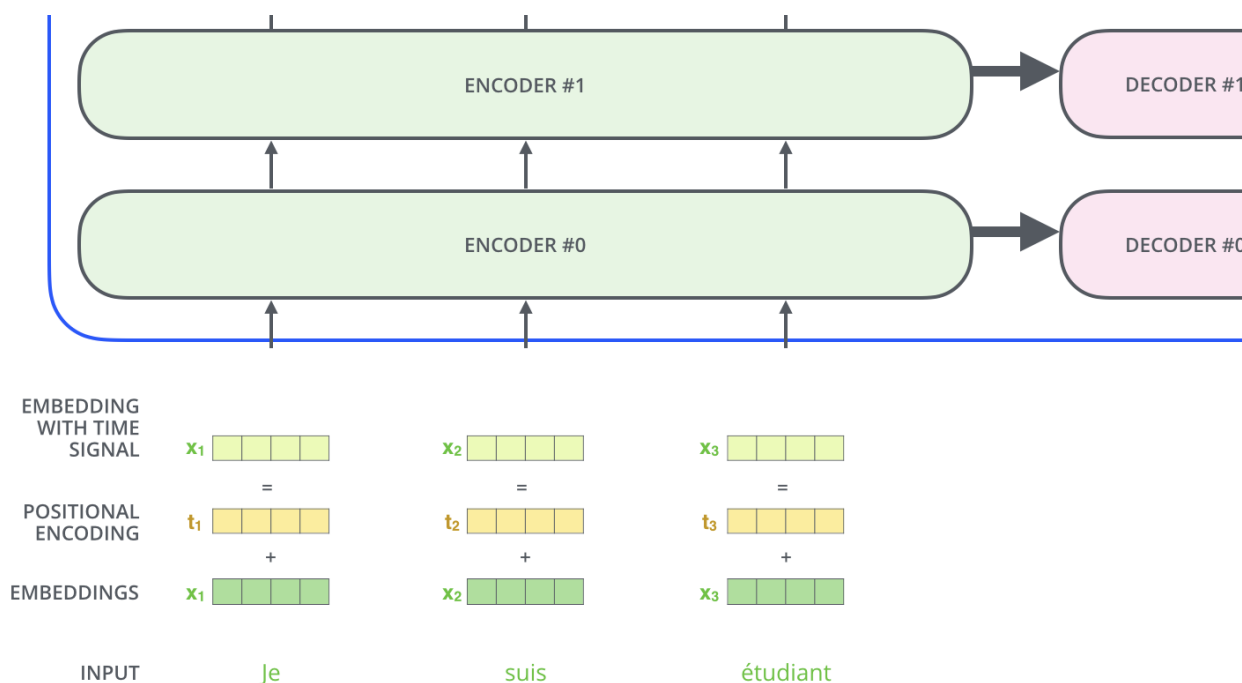 ENCODER #1
DECODER #1
ENCODER #0
DECODER #0
EMBEDDING
WITH TIME
SIGNAL
x₁
x₂
x₃
=
=
=
POSITIONAL
ENCODING
t₁
t₂
t₃
+
+
+
EMBEDDINGS
x₁
x₂
x₃
INPUT
Je
suis
étudiant